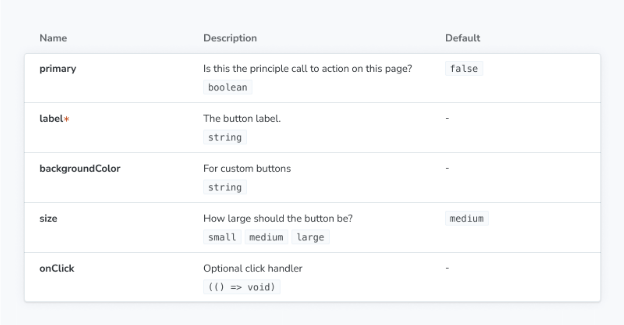 Name Description Default
primary Is this the principle call to action on this page? false
boolean
label* The button label. -
string
backgroundColor For custom buttons -
string
size How large should the button be? medium
small medium large
onClick Optional click handler -
(() => void)